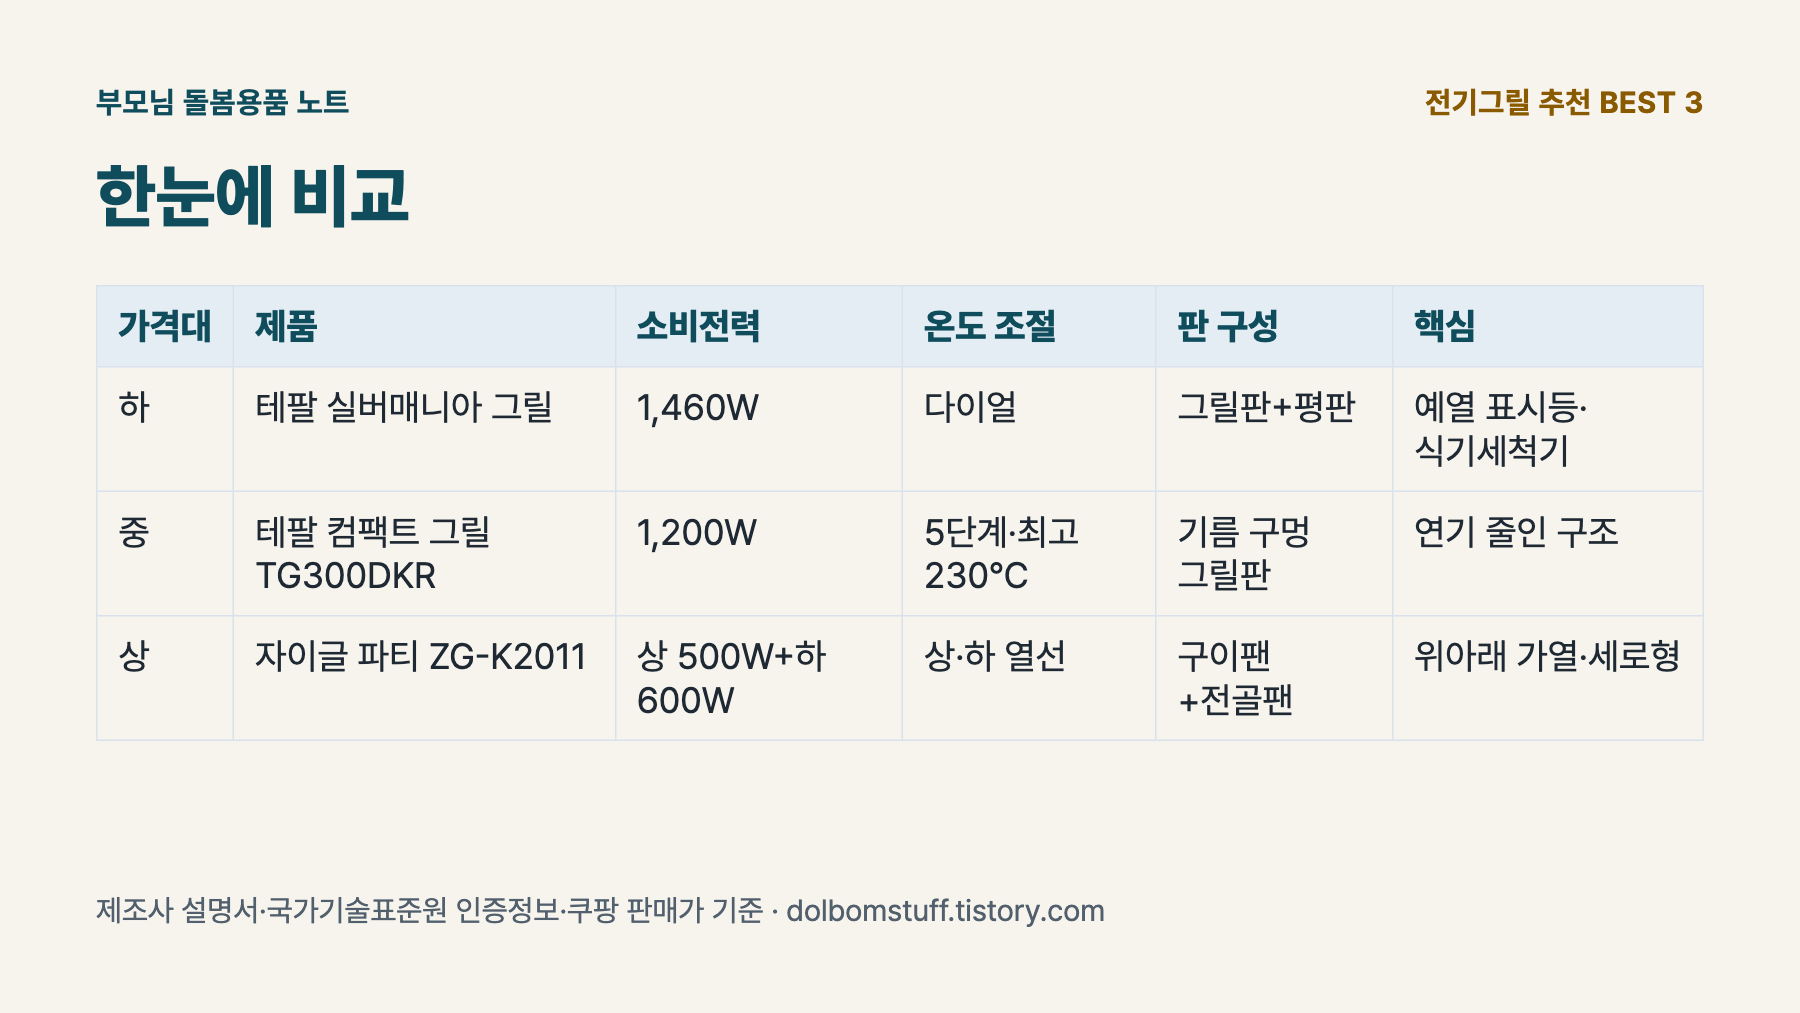 부모님 돌봄용품 노트
전기그릴 추천 BEST 3
한눈에 비교
가격대 제품 소비전력 온도 조절 판 구성 핵심
하 테팔 실버매니아 그릴 1,460W 다이얼 그릴판+평판 예열 표시등·
식기세척기
중 테팔 컴팩트 그릴 1,200W 5단계·최고 기름 구멍 연기 줄인 구조
TG300DKR 230°C 그릴판
상 자이글 파티 ZG-K2011 상 500W+하 상·하 열선 구이팬 위아래 가열·세로형
600W +전골팬
제조사 설명서·국가기술표준원 인증정보·쿠팡 판매가 기준 · dolbomstuff.tistory.com